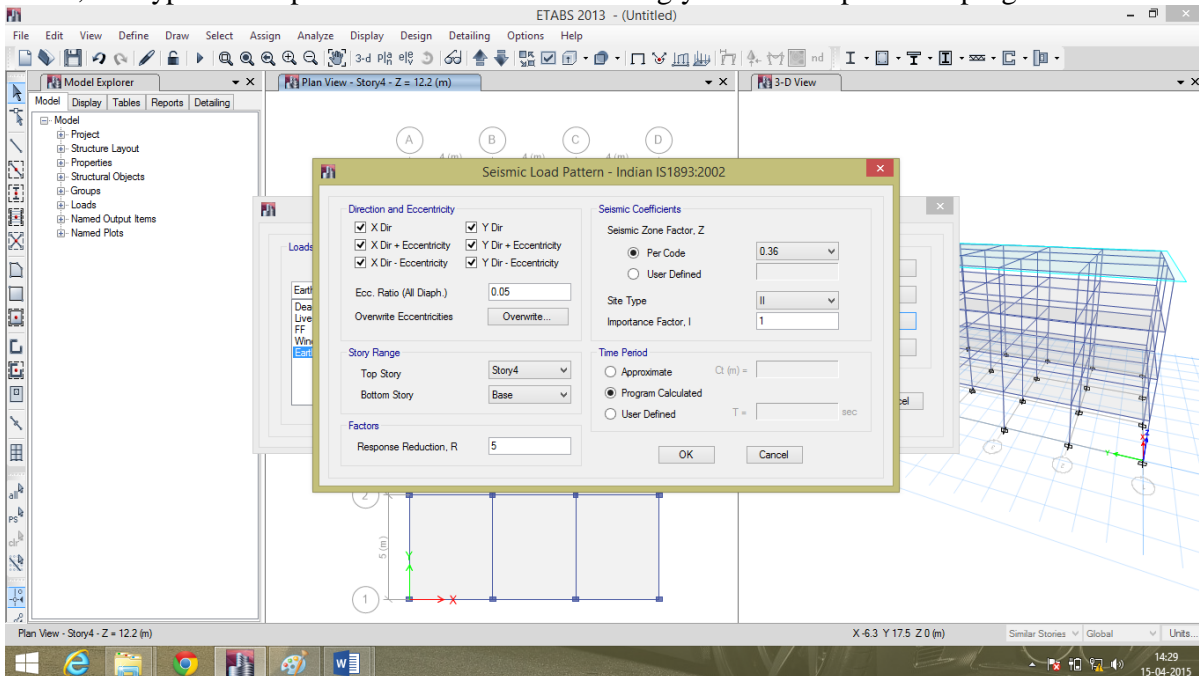 ETABS 2013 - (Untitled)
File Edit View Define Draw Select Assign Analyze Display Design Detailing Options Help
3-d nd
Model Explorer
Plan View - Story4 - Z = 12.2 (m)
3-D View
Model Display Tables Reports Detailing
Model
Project
Structure Layout
Properties
Structural Objects
Groups
Loads
Named Output Items
Named Plots
A B C D
4 (m) 4 (m) 4 (m)
Seismic Load Pattern - Indian IS1893:2002
Direction and Eccentricity
X Dir Y Dir
X Dir + Eccentricity Y Dir + Eccentricity
X Dir - Eccentricity Y Dir - Eccentricity
Ecc. Ratio (All Diaph.) 0.05
Overwrite Eccentricities Overwrite...
Story Range
Top Story Story4
Bottom Story Base
Factors
Response Reduction, R 5
Seismic Coefficients
Seismic Zone Factor, Z
Per Code 0.36
User Defined
Site Type II
Importance Factor, I 1
Time Period
Approximate Ct (m) =
Program Calculated
User Defined T = sec
OK Cancel
Loads
FF
2
5 (m)
Y
1
X
all
PS
clr
Plan View - Story4 - Z = 12.2 (m)
X -6.3 Y 17.5 Z 0 (m)
Similar Stories Global Units...
14:29
15-04-2015